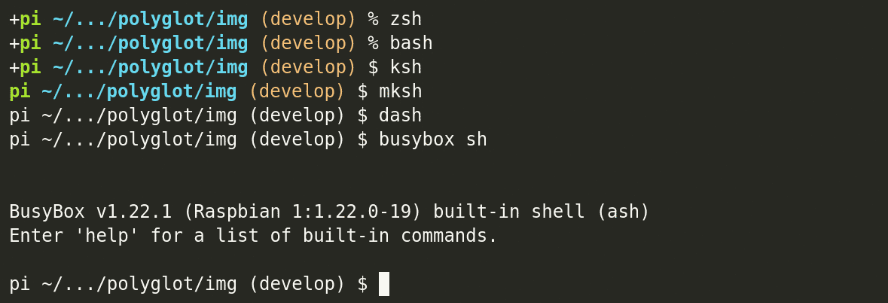 +pi ~/.../polyglot/img (develop) % zsh
+pi ~/.../polyglot/img (develop) % bash
+pi ~/.../polyglot/img (develop) $ ksh
pi ~/.../polyglot/img (develop) $ mksh
pi ~/.../polyglot/img (develop) $ dash
pi ~/.../polyglot/img (develop) $ busybox sh
BusyBox v1.22.1 (Raspbian 1:1.22.0-19) built-in shell (ash)
Enter 'help' for a list of built-in commands.
pi ~/.../polyglot/img (develop) $